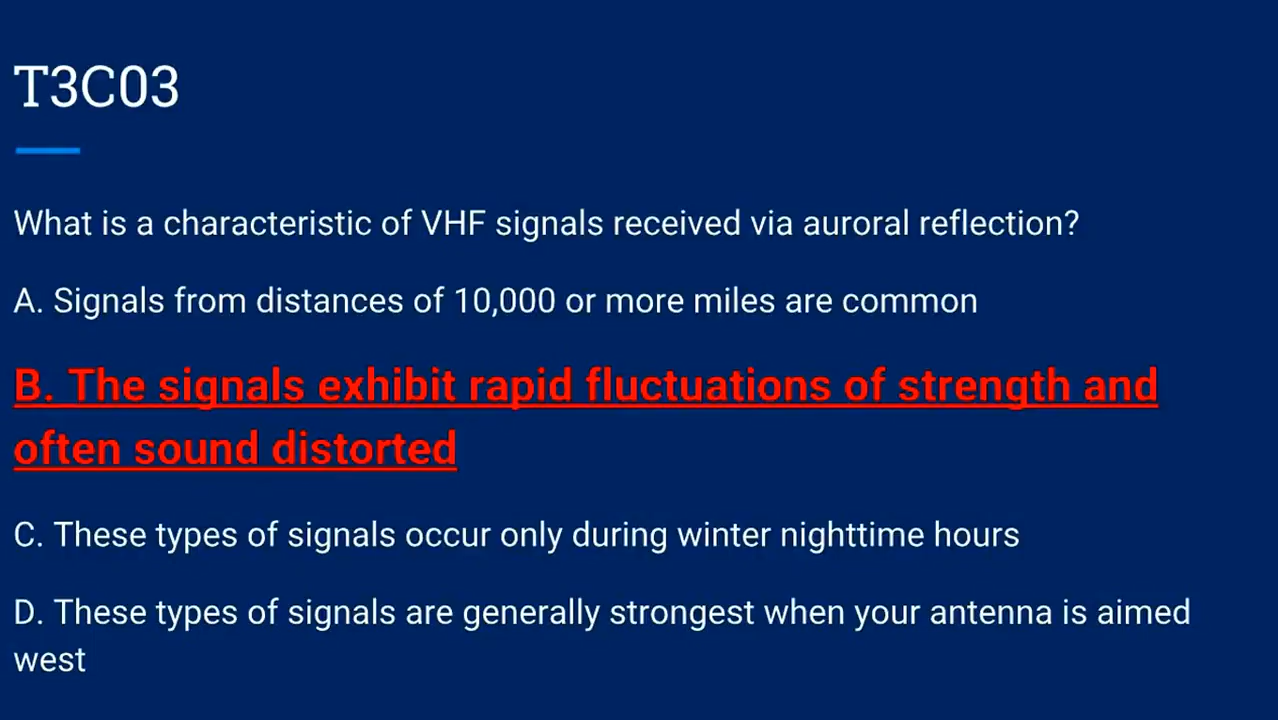 T3C03
What is a characteristic of VHF signals received via auroral reflection?
A. Signals from distances of 10,000 or more miles are common
B. The signals exhibit rapid fluctuations of strength and
often sound distorted
C. These types of signals occur only during winter nighttime hours
D. These types of signals are generally strongest when your antenna is aimed
west